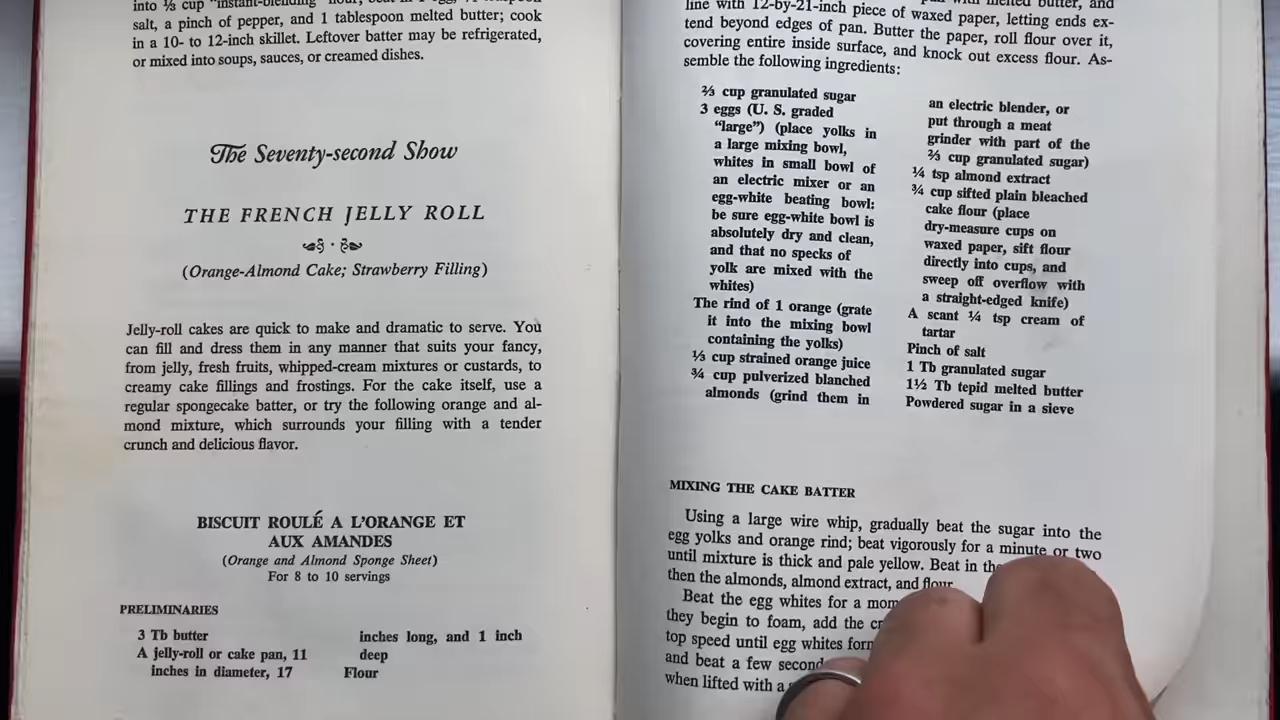 into ⅓ cup "instant-blending" flour, beat in 1 egg, ¼ teaspoon
salt, a pinch of pepper, and 1 tablespoon melted butter; cook
in a 10- to 12-inch skillet. Leftover batter may be refrigerated,
or mixed into soups, sauces, or creamed dishes.
The Seventy-second Show
THE FRENCH JELLY ROLL
(Orange-Almond Cake; Strawberry Filling)
Jelly-roll cakes are quick to make and dramatic to serve. You
can fill and dress them in any manner that suits your fancy,
from jelly, fresh fruits, whipped-cream mixtures or custards, to
creamy cake fillings and frostings. For the cake itself, use a
regular spongecake batter, or try the following orange and al-
mond mixture, which surrounds your filling with a tender
crunch and delicious flavor.
BISCUIT ROULÉ A L'ORANGE ET
AUX AMANDES
(Orange and Almond Sponge Sheet)
For 8 to 10 servings
PRELIMINARIES
3 Tb butter
A jelly-roll or cake pan, 11
inches in diameter, 17
inches long, and 1 inch
deep
Flour
melted butter, and
line with 12-by-21-inch piece of waxed paper, letting ends ex-
tend beyond edges of pan. Butter the paper, roll flour over it,
covering entire inside surface, and knock out excess flour. As-
semble the following ingredients:
⅔ cup granulated sugar
3 eggs (U. S. graded
"large") (place yolks in
a large mixing bowl,
whites in small bowl of
an electric mixer or an
egg-white beating bowl:
be sure egg-white bowl is
absolutely dry and clean,
and that no specks of
yolk are mixed with the
whites)
The rind of 1 orange (grate
it into the mixing bowl
containing the yolks)
⅓ cup strained orange juice
¾ cup pulverized blanched
almonds (grind them in
an electric blender, or
put through a meat
grinder with part of the
⅔ cup granulated sugar)
¼ tsp almond extract
¾ cup sifted plain bleached
cake flour (place
dry-measure cups on
waxed paper, sift flour
directly into cups, and
sweep off overflow with
a straight-edged knife)
A scant ¼ tsp cream of
tartar
Pinch of salt
1 Tb granulated sugar
1½ Tb tepid melted butter
Powdered sugar in a sieve
MIXING THE CAKE BATTER
Using a large wire whip, gradually beat the sugar into the
egg yolks and orange rind; beat vigorously for a minute or two
until mixture is thick and pale yellow. Beat in
then the almonds, almond extract, and flour
Beat the egg whites for a
they begin to foam, add the
top speed until egg whites
and beat a few
when lifted with a